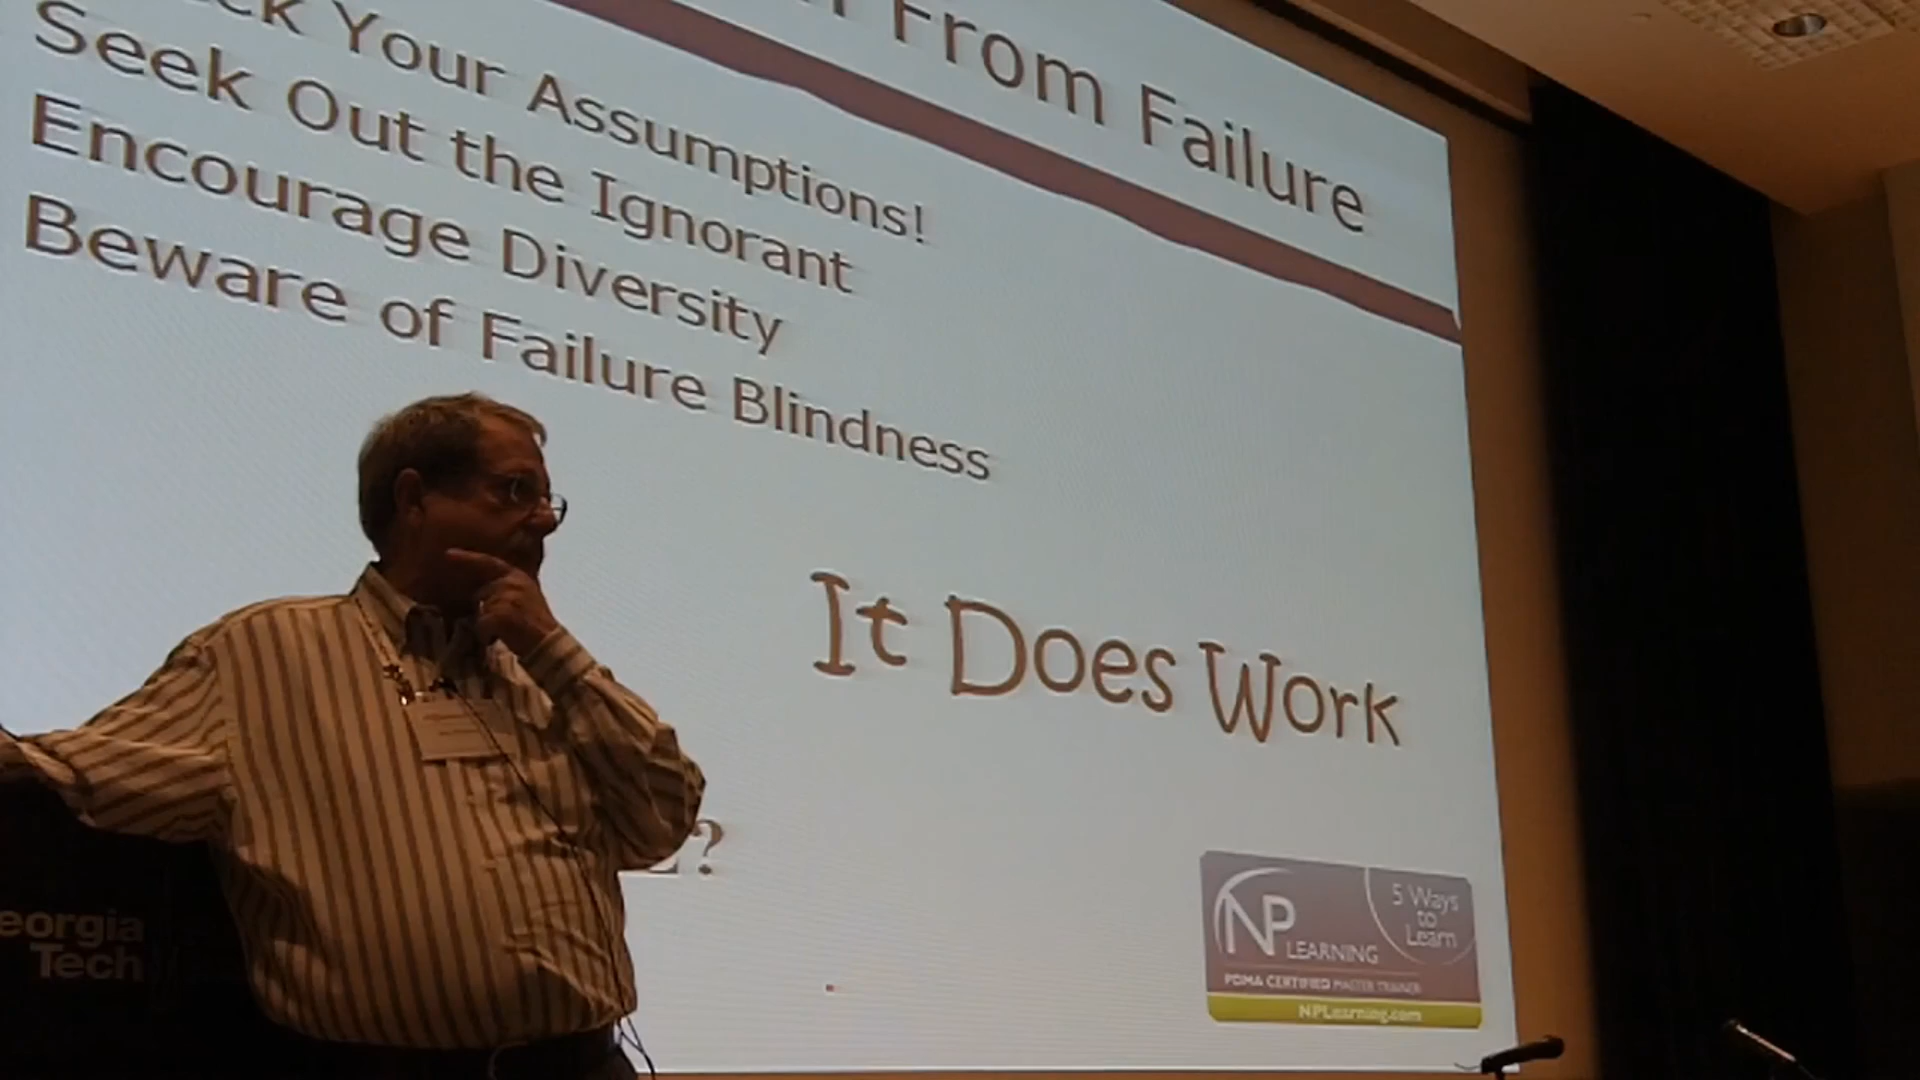 From Failure
Your Assumptions!
Seek Out the Ignorant
Encourage Diversity
Beware of Failure Blindness
It Does Work
?
NP LEARNING
5 Ways
to
Learn
PDMA CERTIFIED MASTER TRAINER
NPLearning.com
eorgia
Tech